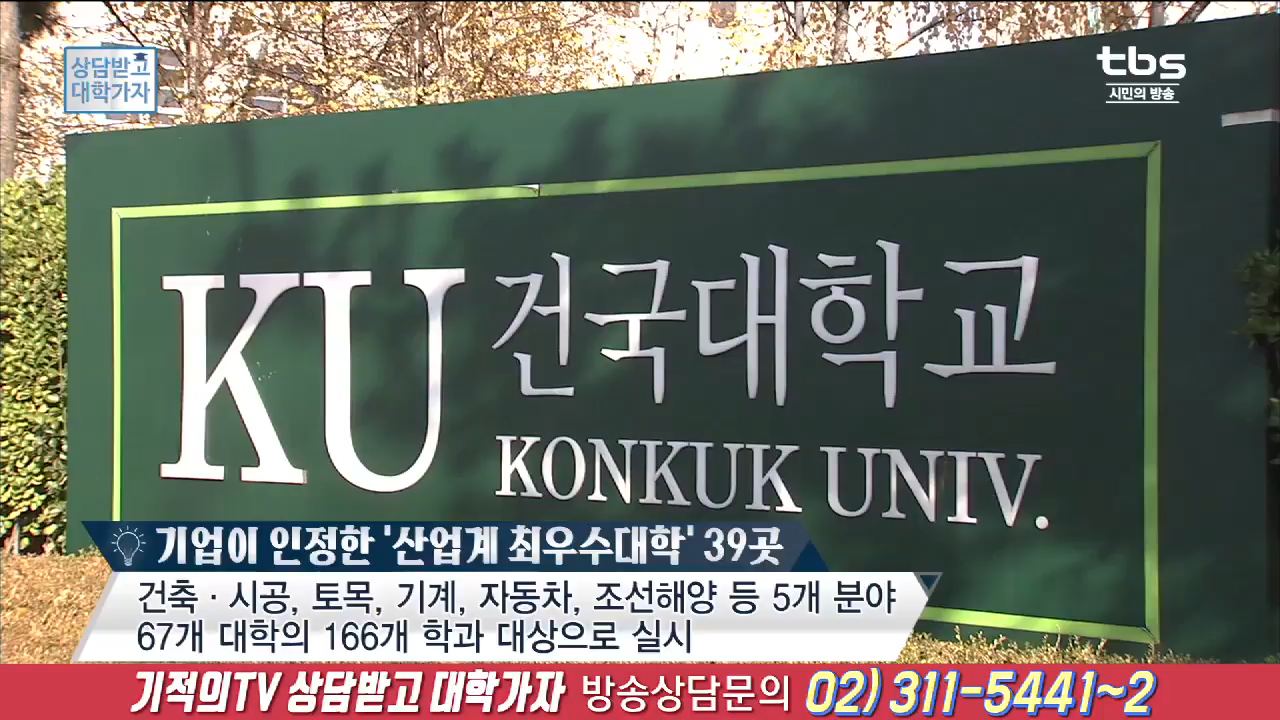 상담받고
대학가자
tbs
시민의 방송
KU 건국대학교
KONKUK UNIV.
기업이 인정한 '산업계 최우수대학' 39곳
건축·시공, 토목, 기계, 자동차, 조선해양 등 5개 분야
67개 대학의 166개 학과 대상으로 실시
기적의TV 상담받고 대학가자 방송상담문의 02) 311-5441~2